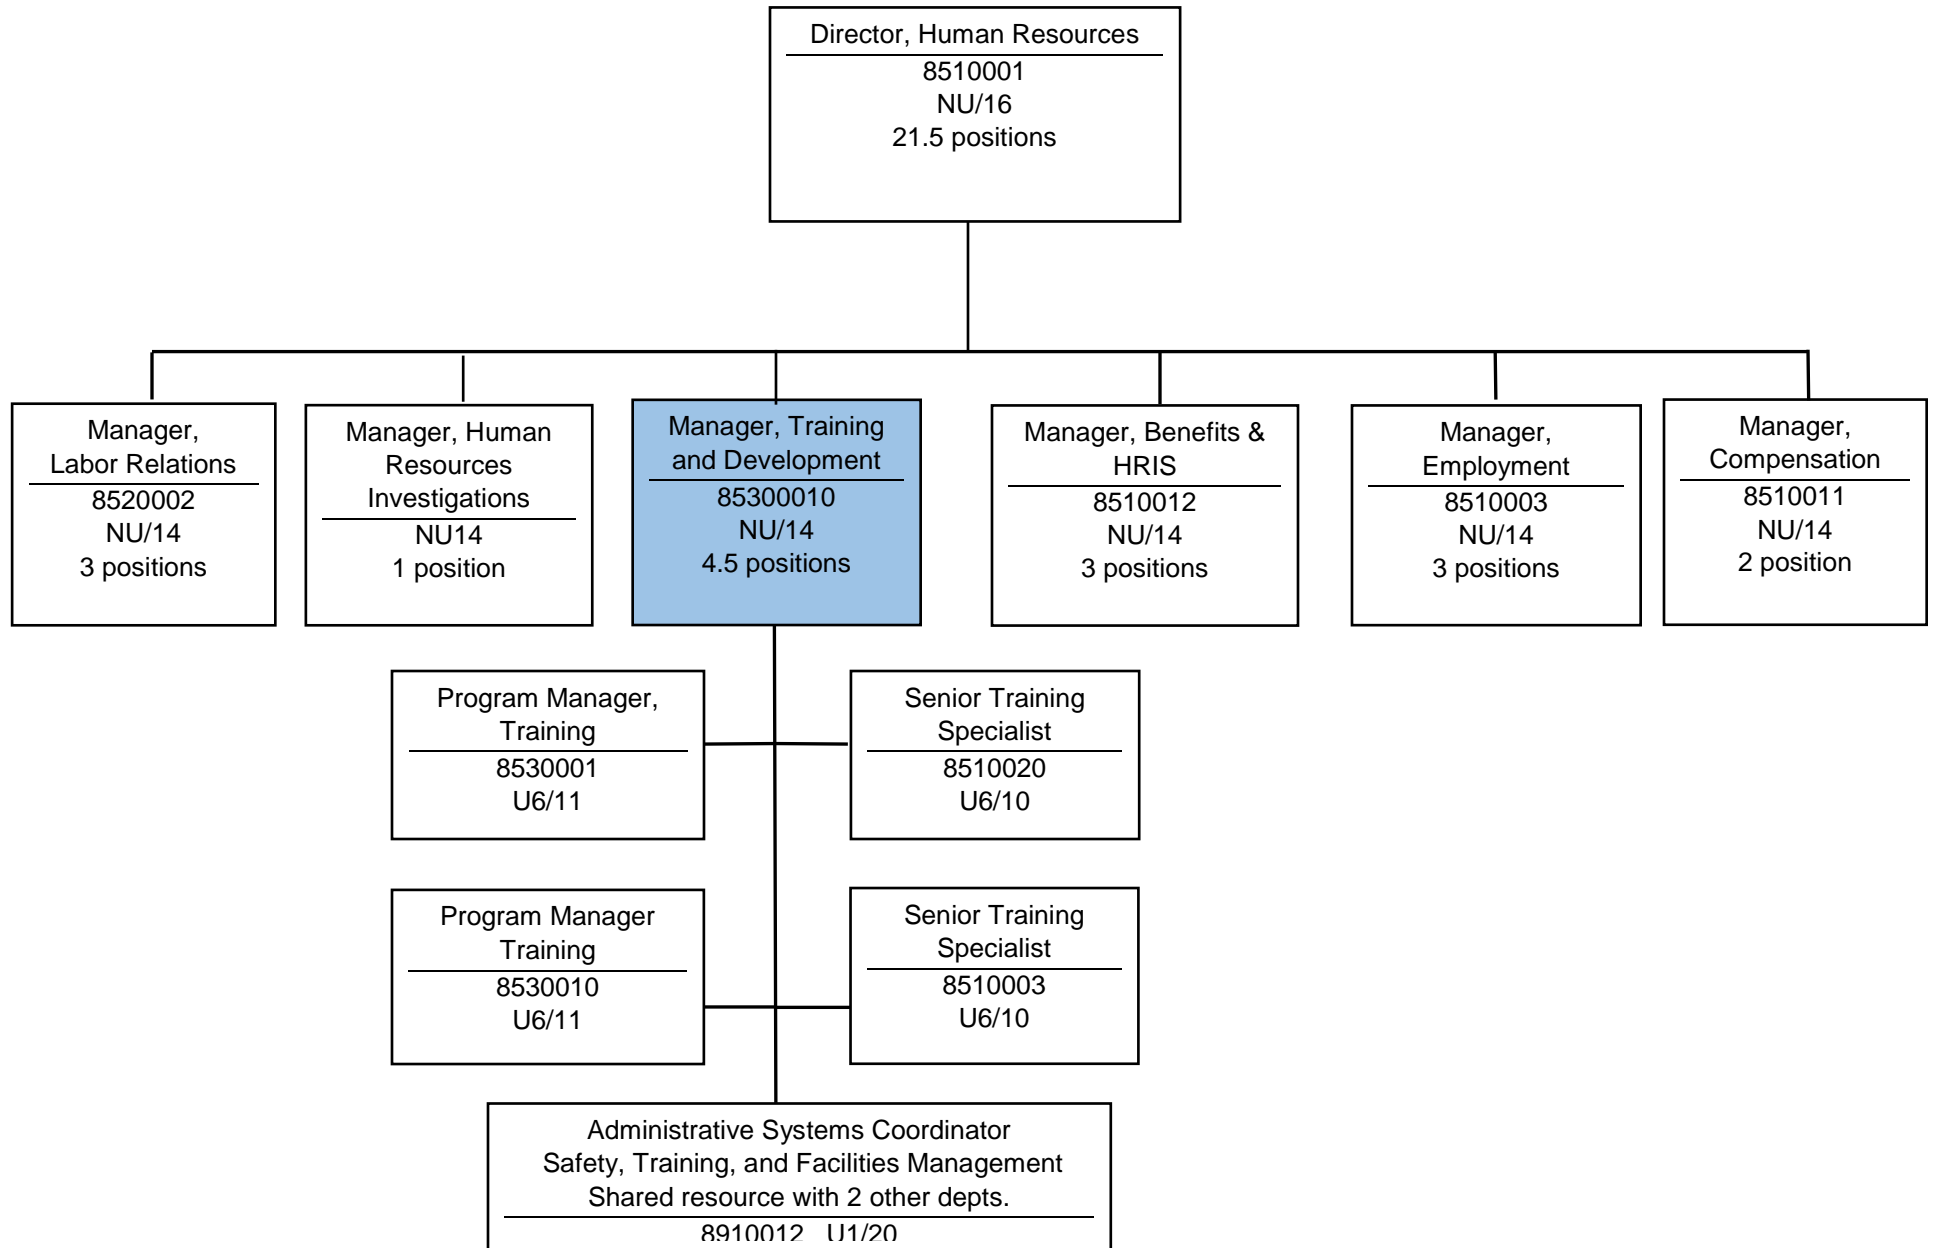 Director, Human Resources
8510001
NU/16
21.5 positions
Manager,
Labor Relations
8520002
NU/14
3 positions
Manager, Human
Resources
Investigations
NU14
1 position
Manager, Training
and Development
85300010
NU/14
4.5 positions
Manager, Benefits &
HRIS
8510012
NU/14
3 positions
Manager,
Employment
8510003
NU/14
3 positions
Manager,
Compensation
8510011
NU/14
2 position
Program Manager,
Training
8530001
U6/11
Senior Training
Specialist
8510020
U6/10
Program Manager
Training
8530010
U6/11
Senior Training
Specialist
8510003
U6/10
Administrative Systems Coordinator
Safety, Training, and Facilities Management
Shared resource with 2 other depts.
8910012 U1/20